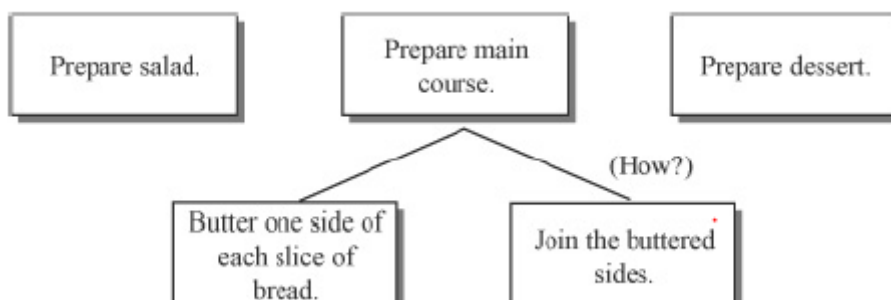 Prepare salad.
Prepare main
course.
Prepare dessert.
(How?)
Butter one side of
each slice of
bread.
Join the buttered
sides.